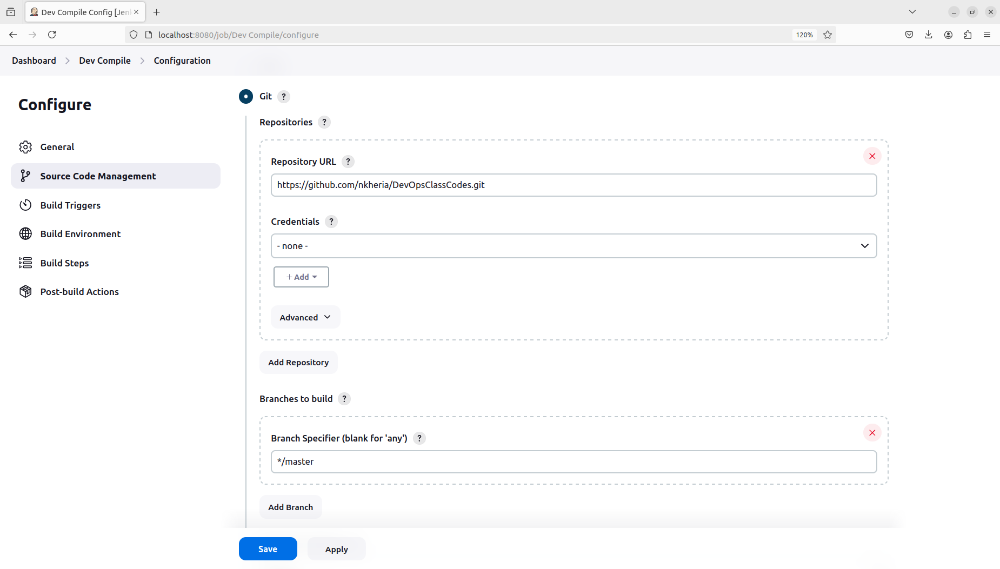 Dev Compile Config [Jen
localhost:8080/job/Dev Compile/configure
120%
Dashboard
Dev Compile
Configuration
Configure
General
Source Code Management
Build Triggers
Build Environment
Build Steps
Post-build Actions
Git ?
Repositories ?
Repository URL ?
https://github.com/nkheria/DevOpsClassCodes.git
Credentials ?
- none -
+ Add
Advanced
Add Repository
Branches to build ?
Branch Specifier (blank for 'any') ?
*/master
Add Branch
Save
Apply